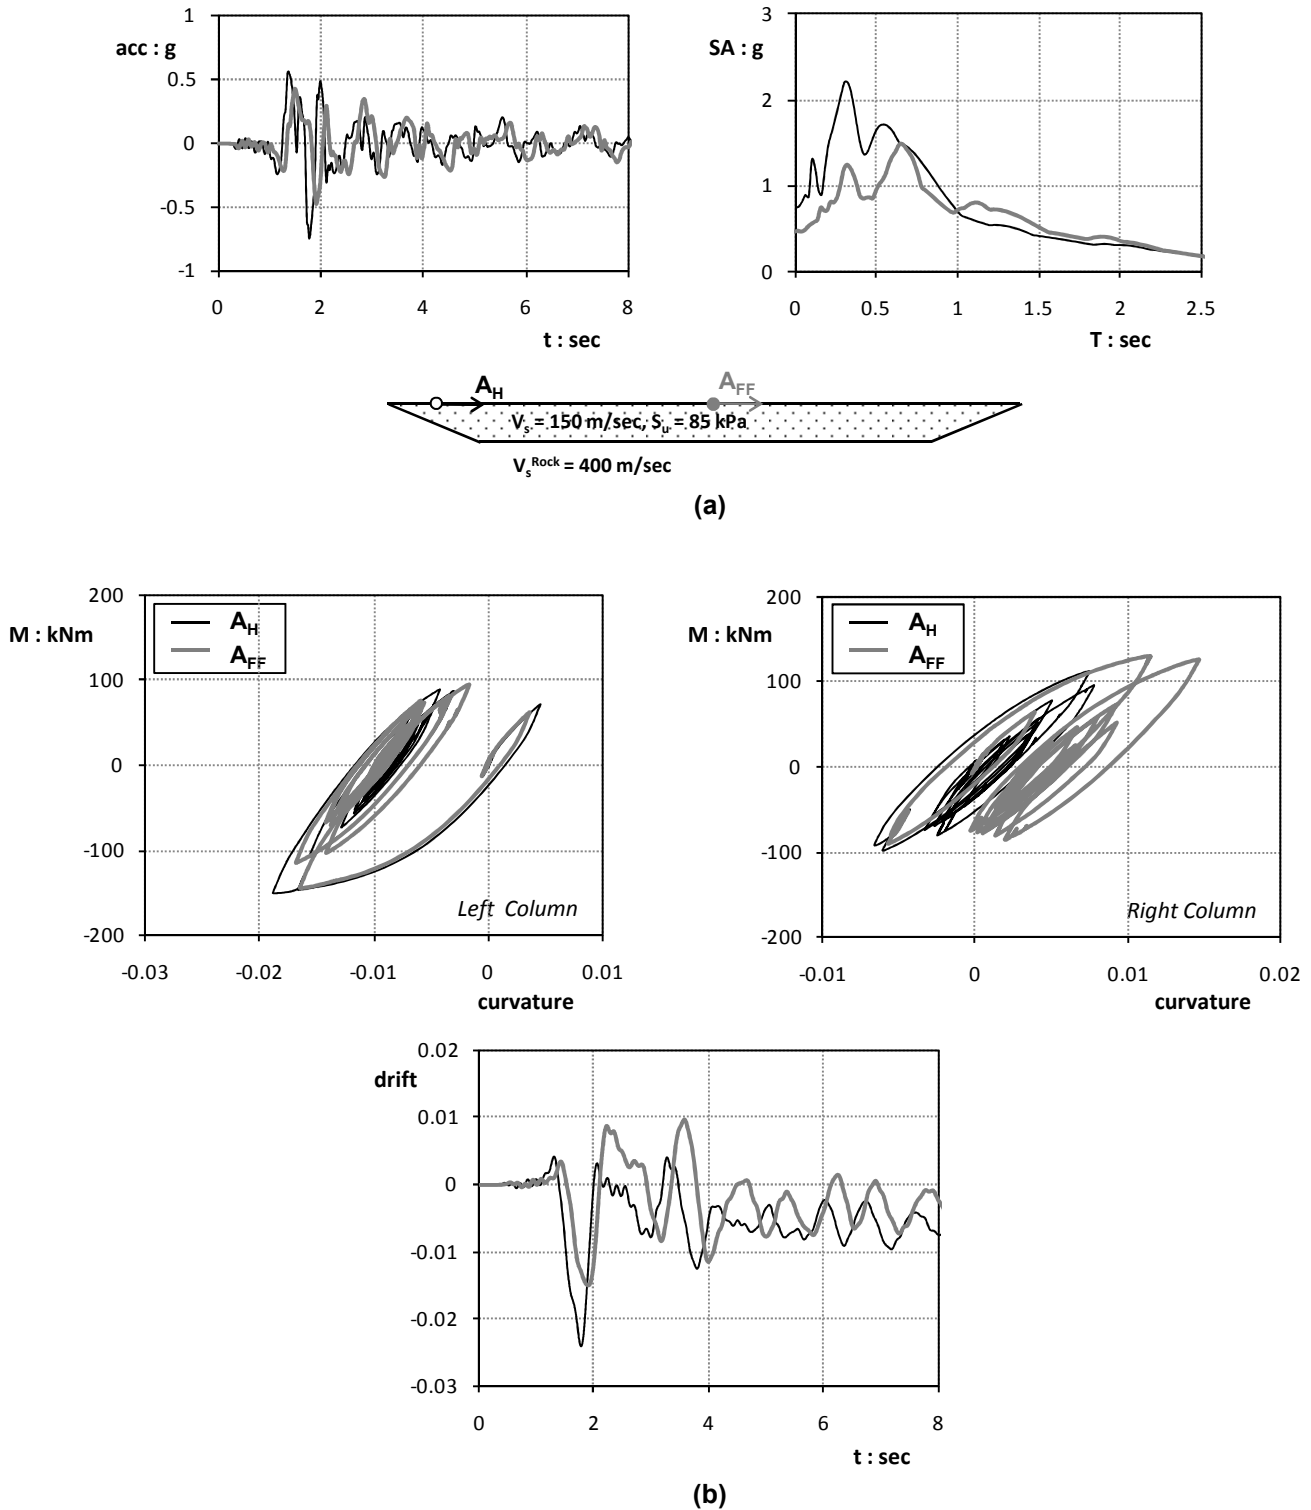 acc : g
1
0.5
0
-0.5
-1
0 2 4 6 8
t : sec
SA : g
3
2
1
0
0 0.5 1 1.5 2 2.5
T : sec
A_H A_FF
V_s = 150 m/sec, S_u = 85 kPa
V_s^Rock = 400 m/sec
(a)
M : kNm
200
100
0
-100
-200
A_H
A_FF
Left Column
-0.03 -0.02 -0.01 0 0.01
curvature
M : kNm
200
100
0
-100
-200
A_H
A_FF
Right Column
-0.01 0 0.01 0.02
curvature
drift
0.02
0.01
0
-0.01
-0.02
-0.03
0 2 4 6 8
t : sec
(b)